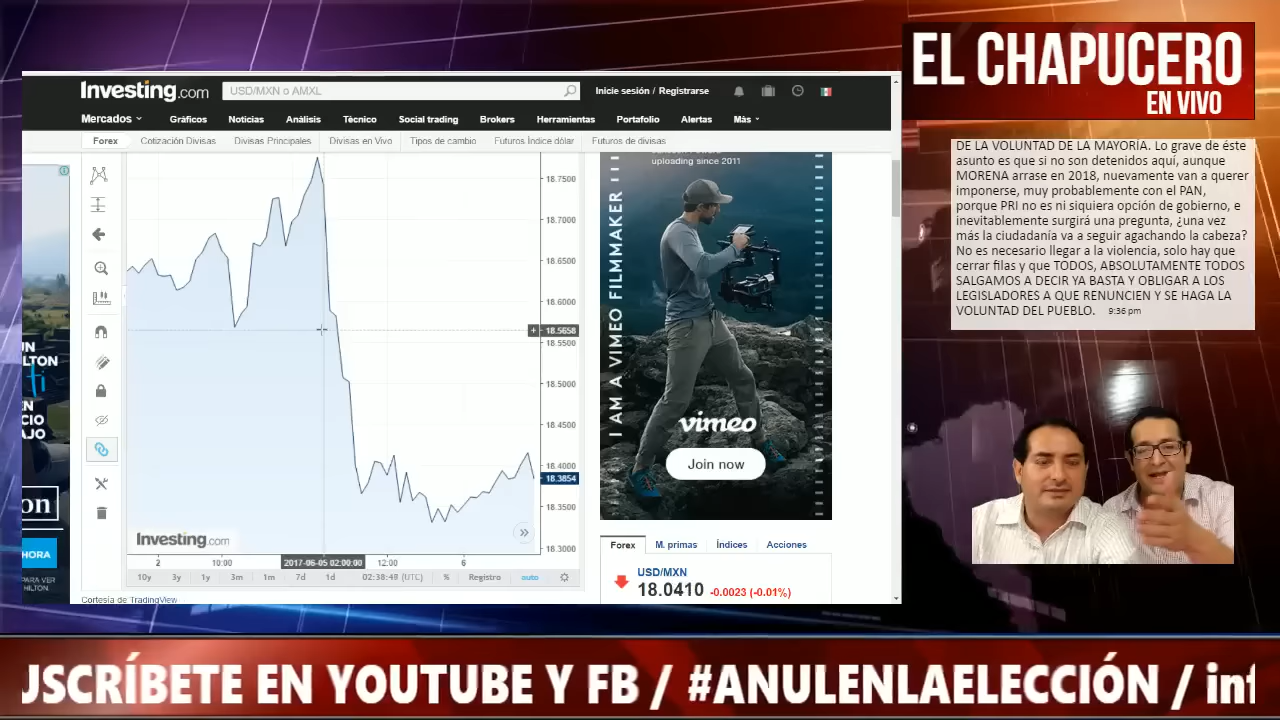 EL CHAPUCERO
EN VIVO
Investing.com
USD/MXN o AMXL
Inicie sesión / Registrarse
Mercados
Gráficos
Noticias
Análisis
Técnico
Social trading
Brokers
Herramientas
Portafolio
Alertas
Más
Forex
Cotización Divisas
Divisas Principales
Divisas en Vivo
Tipos de cambio
Futuros Índice dólar
Futuros de divisas
18.7500
18.7000
18.6500
18.6000
18.5658
18.5500
18.5000
18.4500
18.4000
18.3854
18.3500
18.3000
Investing.com
2
10:00
2017-06-05 02:00:00
12:00
6
10y
3y
1y
3m
1m
7d
1d
02:38:49 (UTC)
%
Registro
auto
Cortesía de TradingView
uploading since 2011
I AM A VIMEO FILMMAKER
vimeo
Join now
Forex
M. primas
Índices
Acciones
USD/MXN
18.0410 -0.0023 (-0.01%)
DE LA VOLUNTAD DE LA MAYORÍA. Lo grave de éste
asunto es que si no son detenidos aquí, aunque
MORENA arrase en 2018, nuevamente van a querer
imponerse, muy probablemente con el PAN,
porque PRI no es ni siquiera opción de gobierno, e
inevitablemente surgirá una pregunta, ¿una vez
más la ciudadanía va a seguir agachando la cabeza?
No es necesario llegar a la violencia, solo hay que
cerrar filas y que TODOS, ABSOLUTAMENTE TODOS
SALGAMOS A DECIR YA BASTA Y OBLIGAR A LOS
LEGISLADORES A QUE RENUNCIEN Y SE HAGA LA
VOLUNTAD DEL PUEBLO. 9:36 pm
USCRÍBETE EN YOUTUBE Y FB / #ANULENLAELECCIÓN / inf